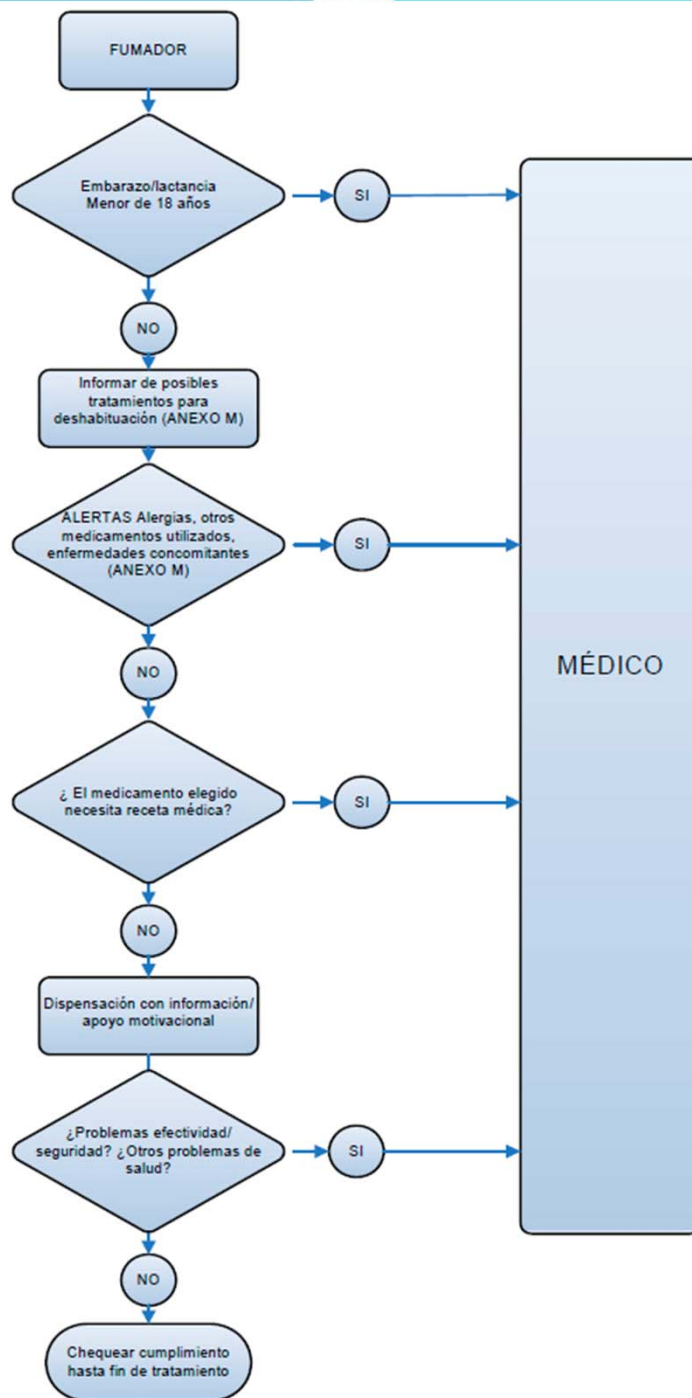 FUMADOR
Embarazo/lactancia
Menor de 18 años
SI
NO
Informar de posibles
tratamientos para
deshabituación (ANEXO M)
ALERTAS Alergias, otros
medicamentos utilizados,
enfermedades concomitantes
(ANEXO M)
SI
MÉDICO
NO
¿ El medicamento elegido
necesita receta médica?
SI
NO
Dispensación con información/
apoyo motivacional
¿Problemas efectividad/
seguridad? ¿Otros problemas de
salud?
SI
NO
Chequear cumplimiento
hasta fin de tratamiento